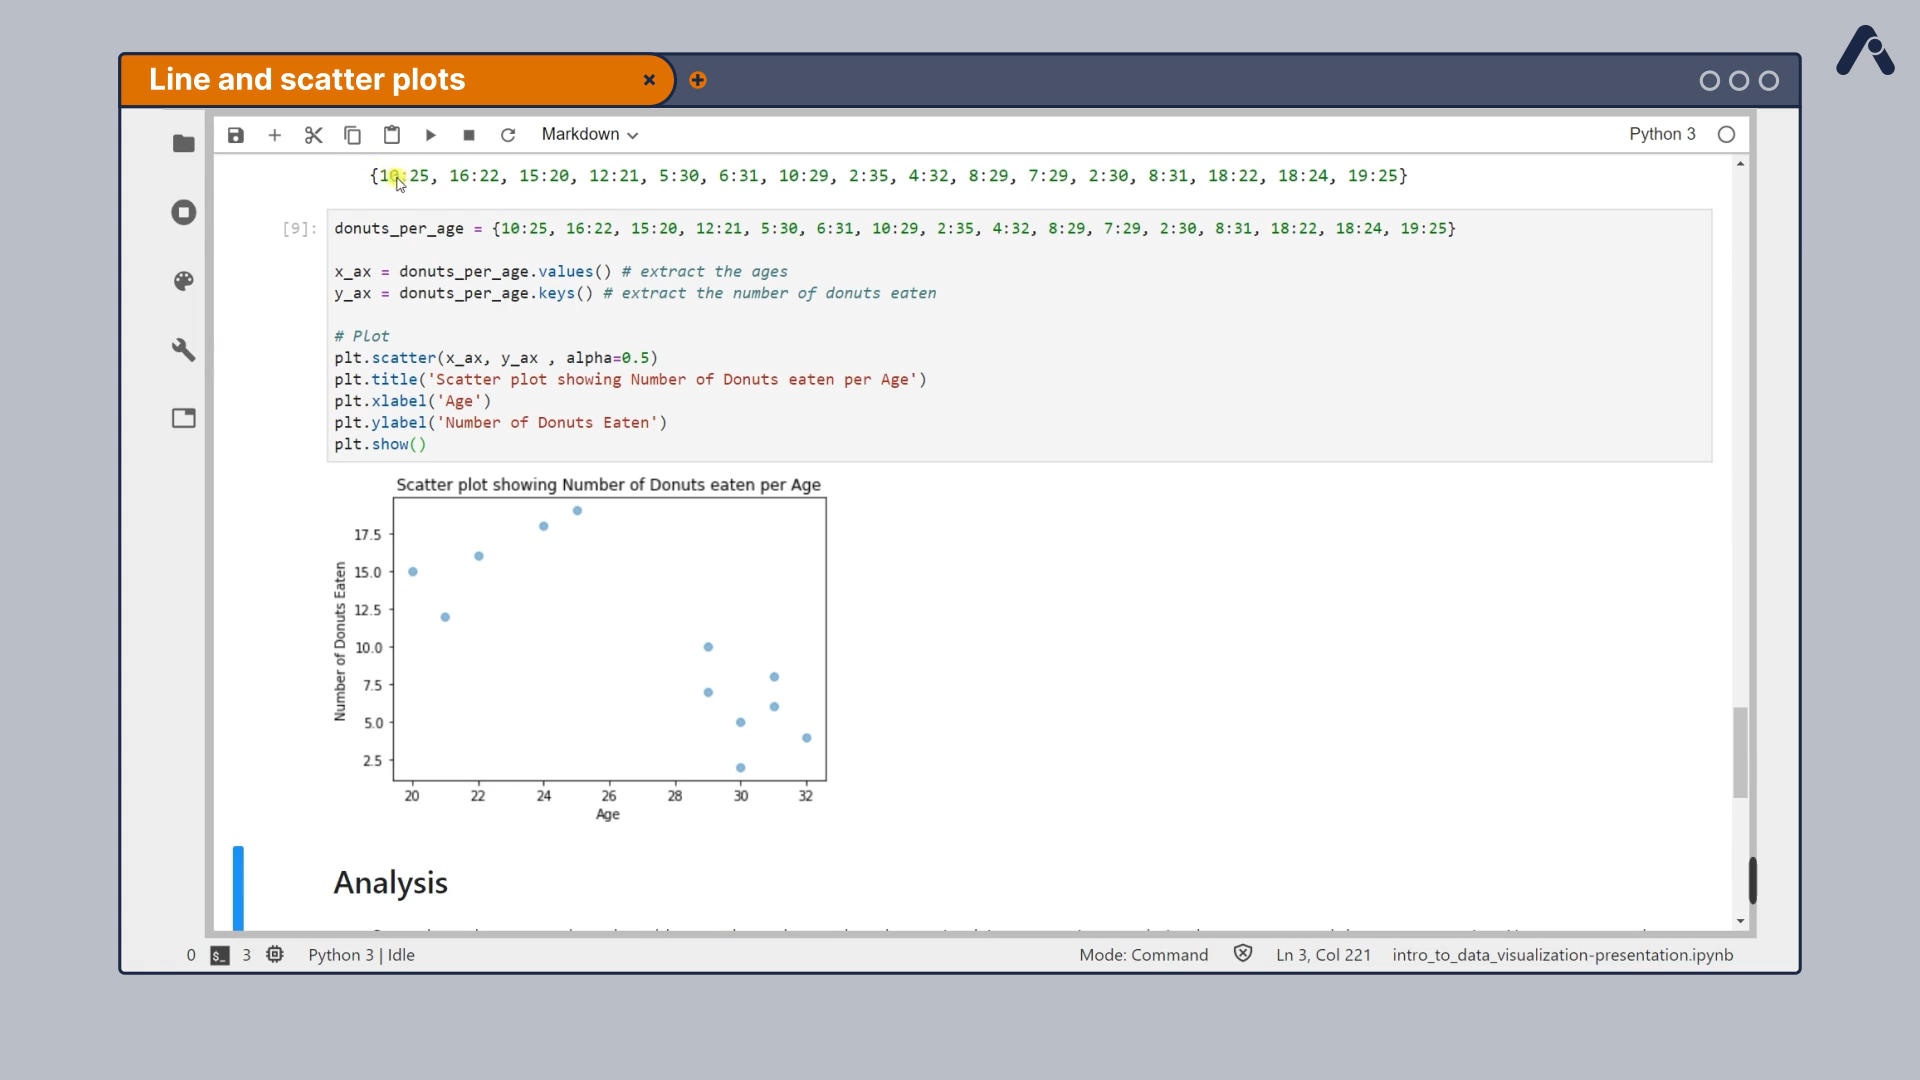 Line and scatter plots
Markdown
Python 3
{10:25, 16:22, 15:20, 12:21, 5:30, 6:31, 10:29, 2:35, 4:32, 8:29, 7:29, 2:30, 8:31, 18:22, 18:24, 19:25}
[9]: donuts_per_age = {10:25, 16:22, 15:20, 12:21, 5:30, 6:31, 10:29, 2:35, 4:32, 8:29, 7:29, 2:30, 8:31, 18:22, 18:24, 19:25}
x_ax = donuts_per_age.values() # extract the ages
y_ax = donuts_per_age.keys() # extract the number of donuts eaten
# Plot
plt.scatter(x_ax, y_ax , alpha=0.5)
plt.title('Scatter plot showing Number of Donuts eaten per Age')
plt.xlabel('Age')
plt.ylabel('Number of Donuts Eaten')
plt.show()
Scatter plot showing Number of Donuts eaten per Age
Number of Donuts Eaten
17.5
15.0
12.5
10.0
7.5
5.0
2.5
20 22 24 26 28 30 32
Age
Analysis
0 $_ 3 Python 3 | Idle Mode: Command Ln 3, Col 221 intro_to_data_visualization-presentation.ipynb